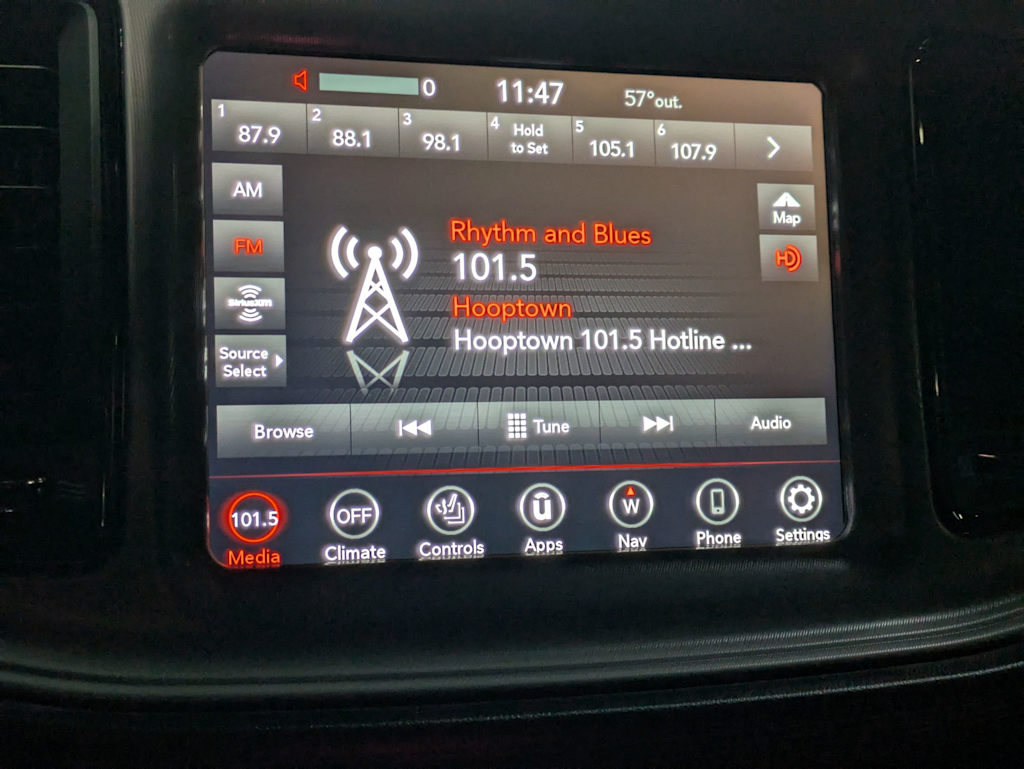 0 11:47 57°out.
1 87.9 2 88.1 3 98.1 4 Hold to Set 5 105.1 6 107.9
AM
Map
FM
HD
SiriusXM
Source
Select
Rhythm and Blues
101.5
Hooptown
Hooptown 101.5 Hotline ...
Browse Tune Audio
101.5 OFF u W
Media Climate Controls Apps Nav Phone Settings